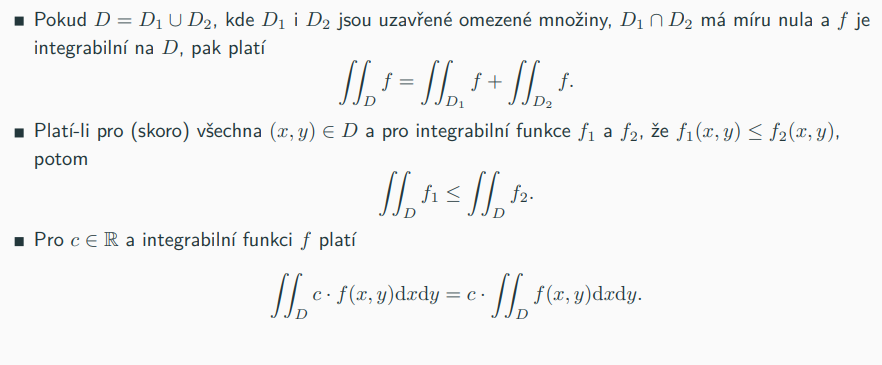 ▪ Pokud D = D₁ ∪ D₂, kde D₁ i D₂ jsou uzavřené omezené množiny, D₁ ∩ D₂ má míru nula a f je
integrabilní na D, pak platí
∬_D f = ∬_{D₁} f + ∬_{D₂} f.
▪ Platí-li pro (skoro) všechna (x, y) ∈ D a pro integrabilní funkce f₁ a f₂, že f₁(x, y) ≤ f₂(x, y),
potom
∬_D f₁ ≤ ∬_D f₂.
▪ Pro c ∈ ℝ a integrabilní funkci f platí
∬_D c · f(x, y)dxdy = c · ∬_D f(x, y)dxdy.